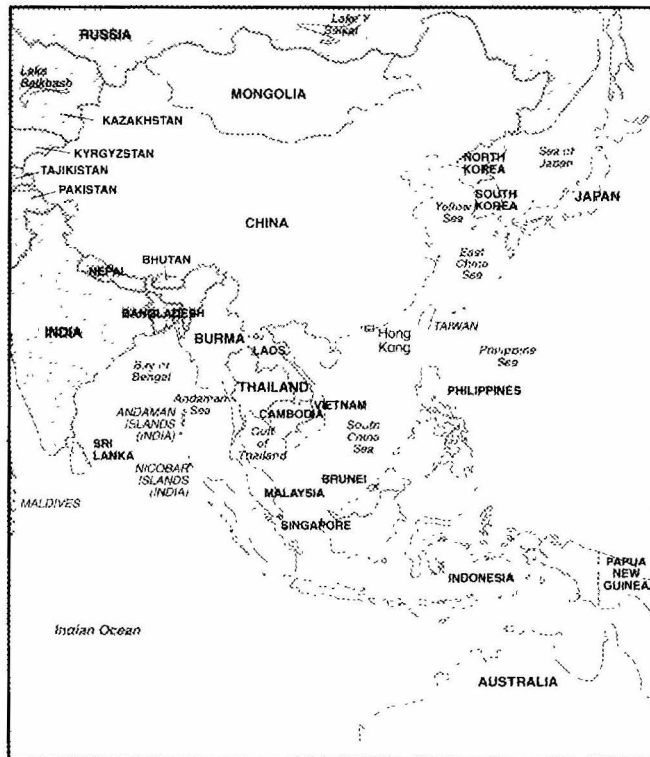 RUSSIA
Lake
Baikal
Lake
Balkhash
MONGOLIA
KAZAKHSTAN
KYRGYZSTAN
TAJIKISTAN
PAKISTAN
NORTH
KOREA
Sea of
Japan
SOUTH
KOREA
JAPAN
Yellow
Sea
CHINA
East
China
Sea
BHUTAN
NEPAL
BANGLADESH
INDIA
BURMA
Hong
Kang
TAIWAN
LAOS
Philippine
Sea
Bay of
Bengal
THAILAND
PHILIPPINES
Andaman
Sea
VIETNAM
CAMBODIA
ANDAMAN
ISLANDS
(INDIA)
Gulf
of
Thailand
South
China
Sea
SRI
LANKA
NICOBAR
ISLANDS
(INDIA)
BRUNEI
MALAYSIA
MALDIVES
SINGAPORE
INDONESIA
PAPUA
NEW
GUINEA
Indian Ocean
AUSTRALIA